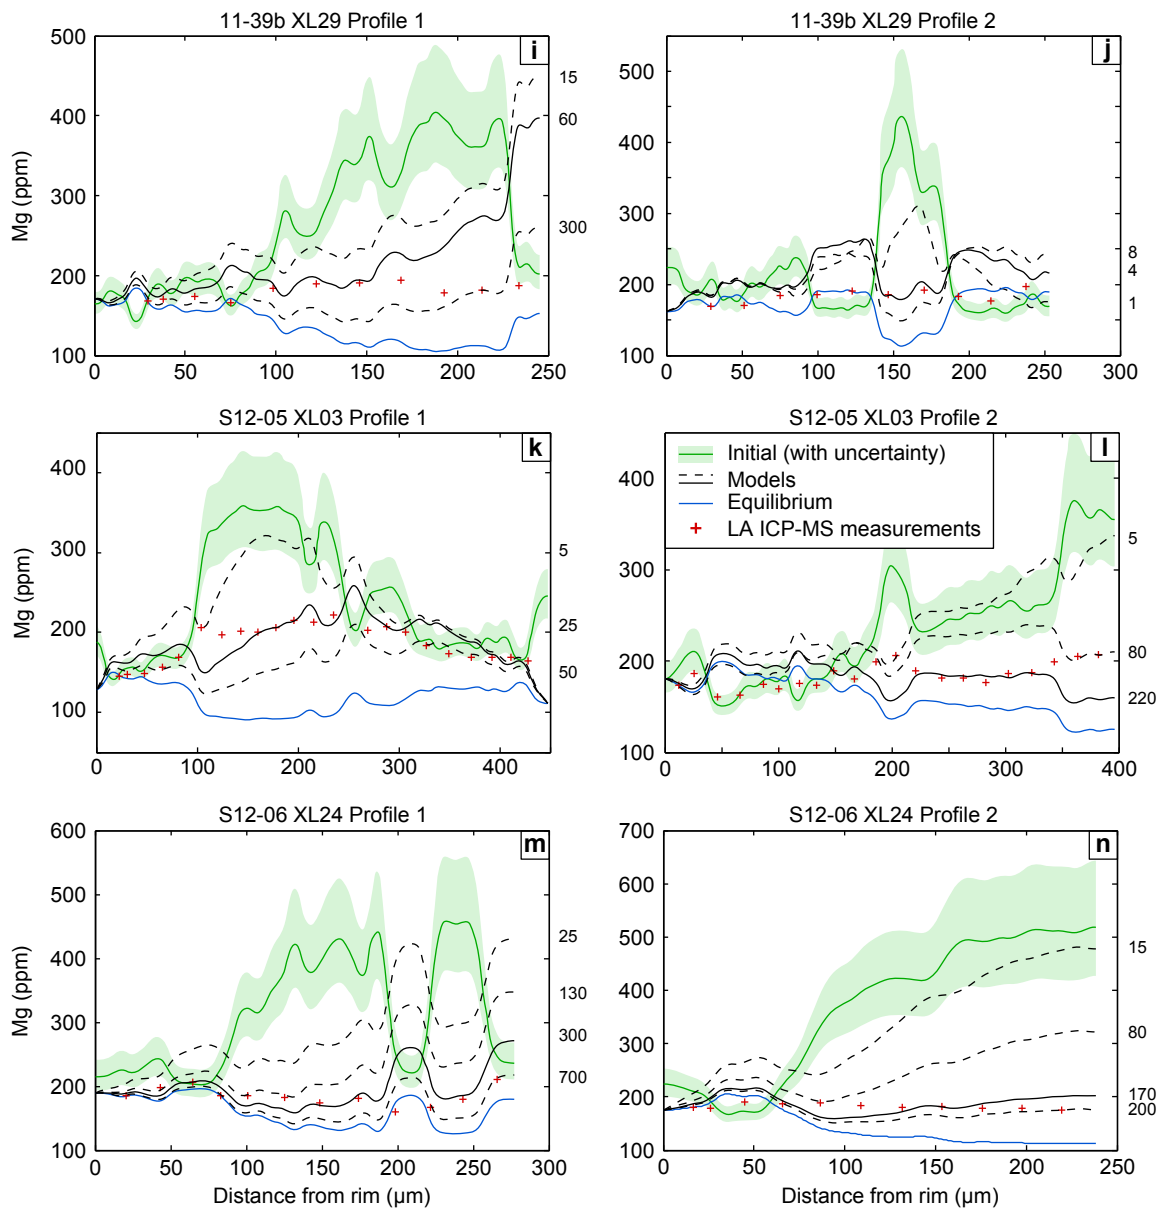 11-39b XL29 Profile 1
i
500
400
300
200
100
Mg (ppm)
0 50 100 150 200 250
15
60
300
11-39b XL29 Profile 2
j
500
400
300
200
100
0 50 100 150 200 250 300
8
4
1
S12-05 XL03 Profile 1
k
400
300
200
100
Mg (ppm)
0 100 200 300 400
5
25
50
S12-05 XL03 Profile 2
l
Initial (with uncertainty)
Models
Equilibrium
LA ICP-MS measurements
400
300
200
100
0 100 200 300 400
5
80
220
S12-06 XL24 Profile 1
m
600
500
400
300
200
100
Mg (ppm)
0 50 100 150 200 250 300
Distance from rim (µm)
25
130
300
700
S12-06 XL24 Profile 2
n
700
600
500
400
300
200
100
0 50 100 150 200 250
Distance from rim (µm)
15
80
170
200